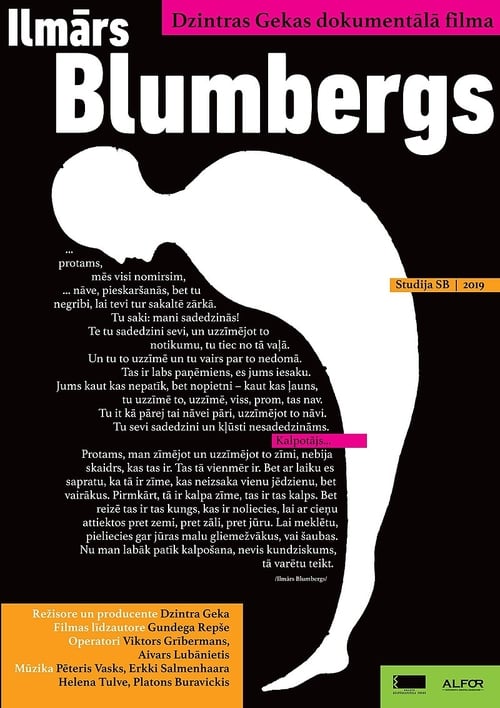 Dzintras Gekas dokumentālā filma
Ilmārs
Blumbergs
...
protams,
mēs visi nomirsim,
... nāve, pieskaršanās, bet tu
negribi, lai tevi tur sakaltē zārkā.
Tu saki: mani sadedzinās!
Te tu sadedzini sevi, un uzzīmējot to
notikumu, tu tiec no tā vaļā.
Un tu to uzzīmē un tu vairs par to nedomā.
Tas ir labs paņēmiens, es jums iesaku.
Jums kaut kas nepatīk, bet nopietni – kaut kas ļauns,
tu uzzīmē to, uzzīmē, viss, prom, tas nav.
Tu it kā pārej tai nāvei pāri, uzzīmējot to nāvi.
Tu sevi sadedzini un kļūsti nesadedzināms.
Kalpotājs...
Protams, man zīmējot un uzzīmējot to zīmi, nebija
skaidrs, kas tas ir. Tas tā vienmēr ir. Bet ar laiku es
sapratu, ka tā ir zīme, kas neizsaka vienu jēdzienu, bet
vairākus. Pirmkārt, tā ir kalpa zīme, tas ir tas kalps. Bet
reizē tas ir tas kungs, kas ir noliecies, lai ar cieņu
attiektos pret zemi, pret zāli, pret jūru. Lai meklētu,
pieliecies gar jūras malu gliemežvākus, vai šaubas.
Nu man labāk patīk kalpošana, nevis kundziskums,
tā varētu teikt.
/Ilmārs Blumbergs/
Studija SB | 2019
Režisore un producente Dzintra Geka
Filmas līdzautore Gundega Repše
Operatori Viktors Grībermans,
Aivars Lubānietis
Mūzika Pēteris Vasks, Erkki Salmenhaara
Helena Tulve, Platons Buravickis
ALFOR